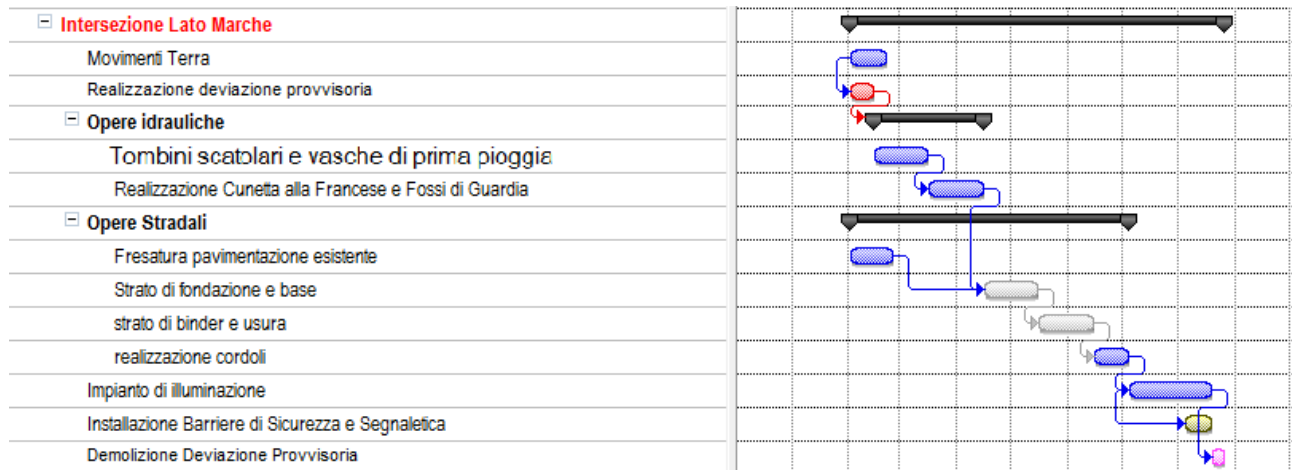 Intersezione Lato Marche
Movimenti Terra
Realizzazione deviazione provvisoria
Opere idrauliche
Tombini scatolari e vasche di prima pioggia
Realizzazione Cunetta alla Francese e Fossi di Guardia
Opere Stradali
Fresatura pavimentazione esistente
Strato di fondazione e base
strato di binder e usura
realizzazione cordoli
Impianto di illuminazione
Installazione Barriere di Sicurezza e Segnaletica
Demolizione Deviazione Provvisoria